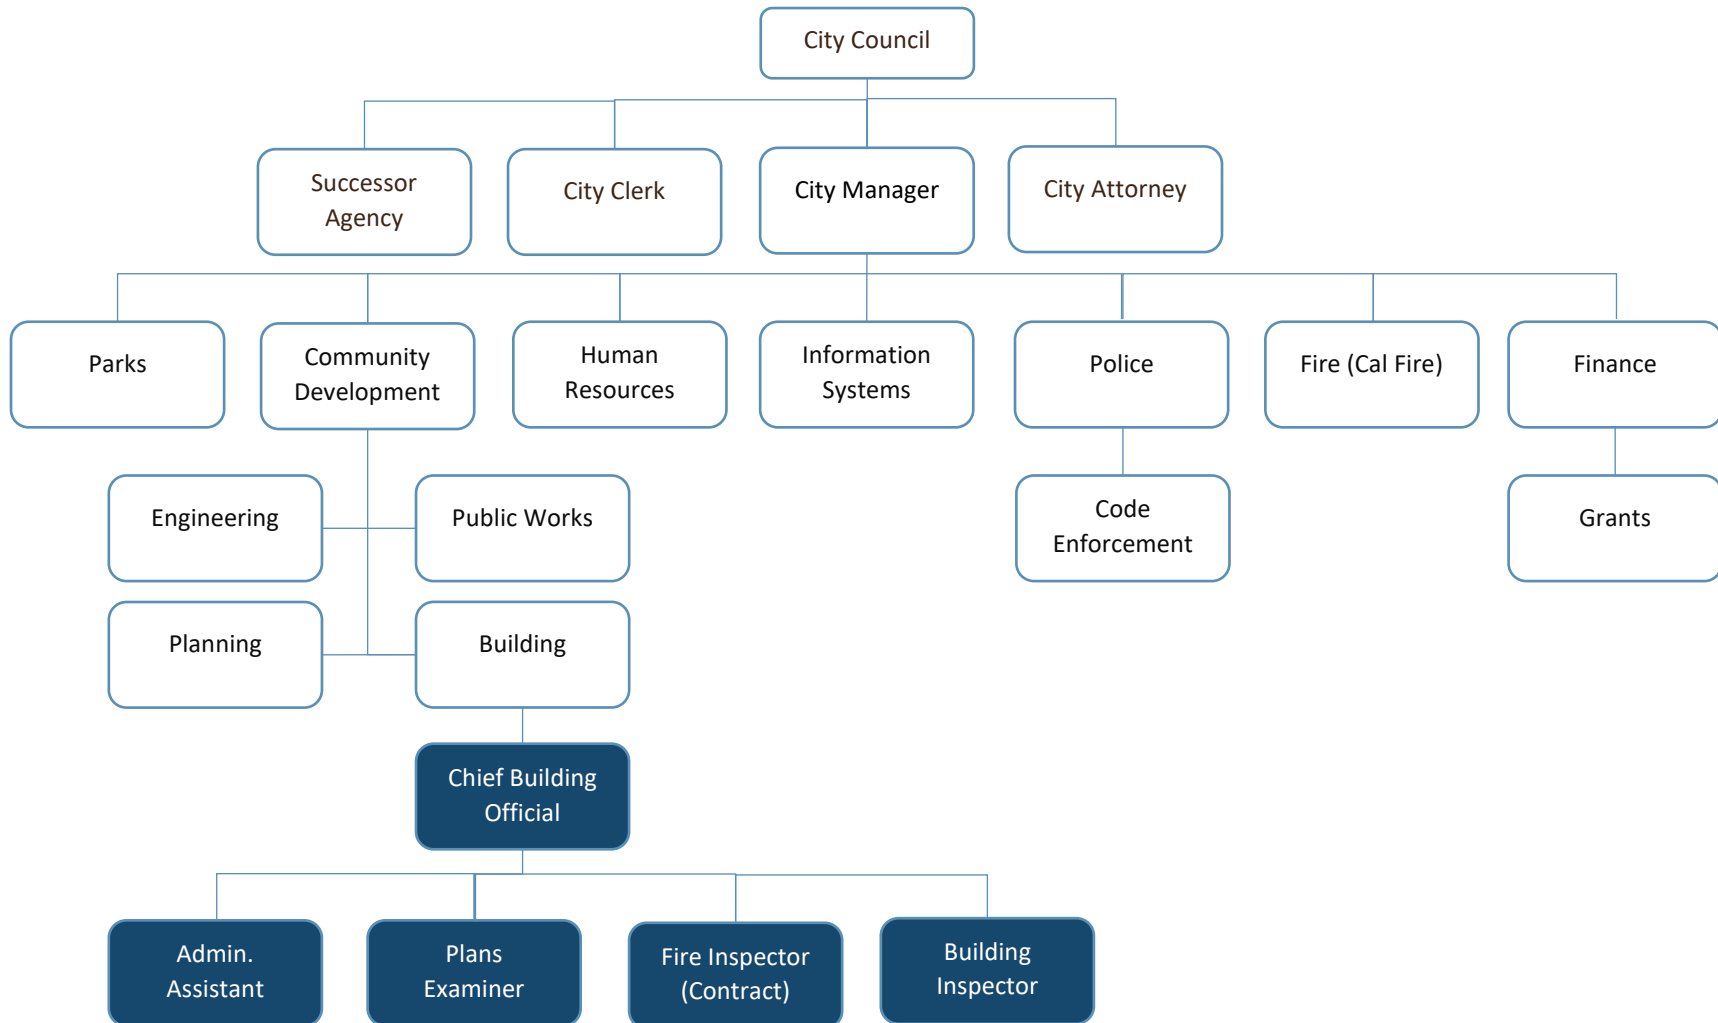 City Council
Successor
Agency
City Clerk
City Manager
City Attorney
Parks
Community
Development
Human
Resources
Information
Systems
Police
Fire (Cal Fire)
Finance
Engineering
Public Works
Code
Enforcement
Grants
Planning
Building
Chief Building
Official
Admin.
Assistant
Plans
Examiner
Fire Inspector
(Contract)
Building
Inspector